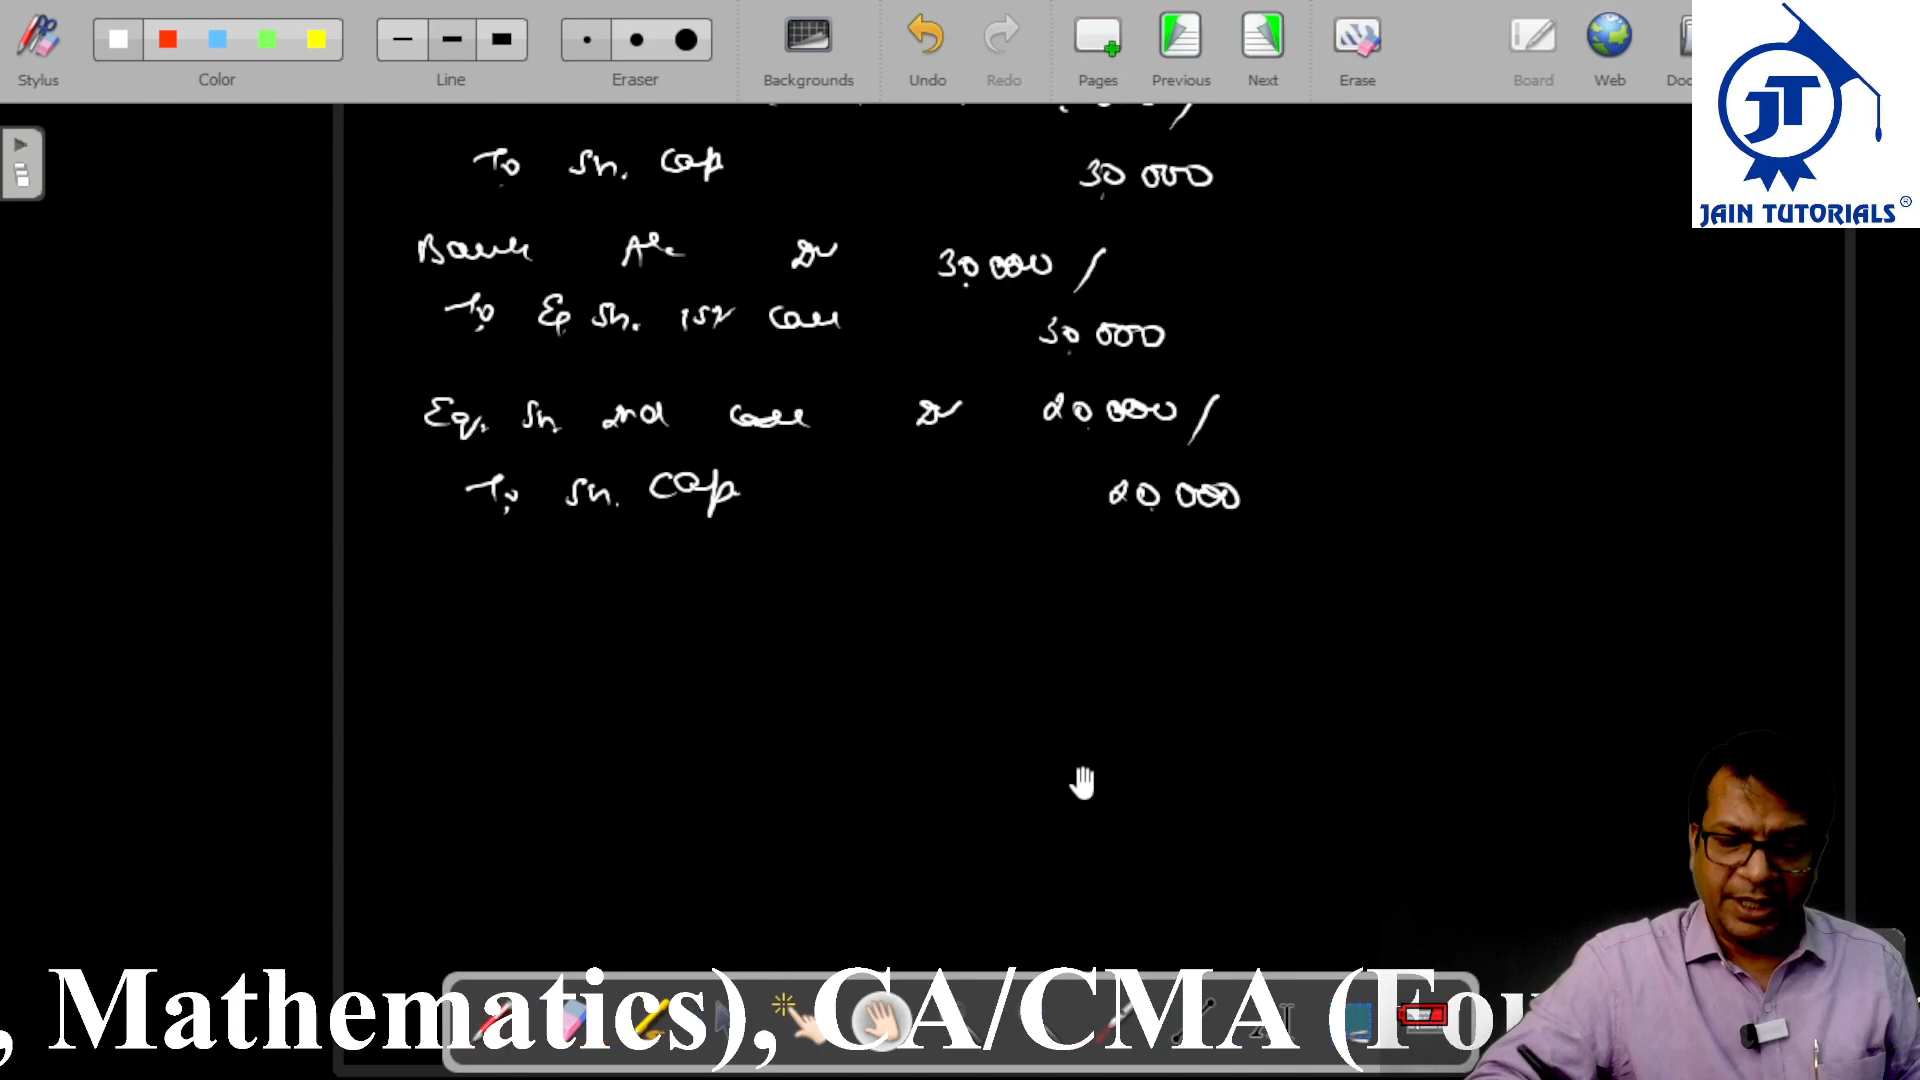 Stylus Color Line Eraser Backgrounds Undo Redo Pages Previous Next Erase Board Web Doc
JT
JAIN TUTORIALS®
To Sh. Cap 30 000
Bank A/c Dr 30 000 /
To Eq Sh. 1st Call 30 000
Eq. Sh 2nd Call Dr 20 000 /
To Sh. Cap 20 000
, Mathematics), CA/CMA (Fou